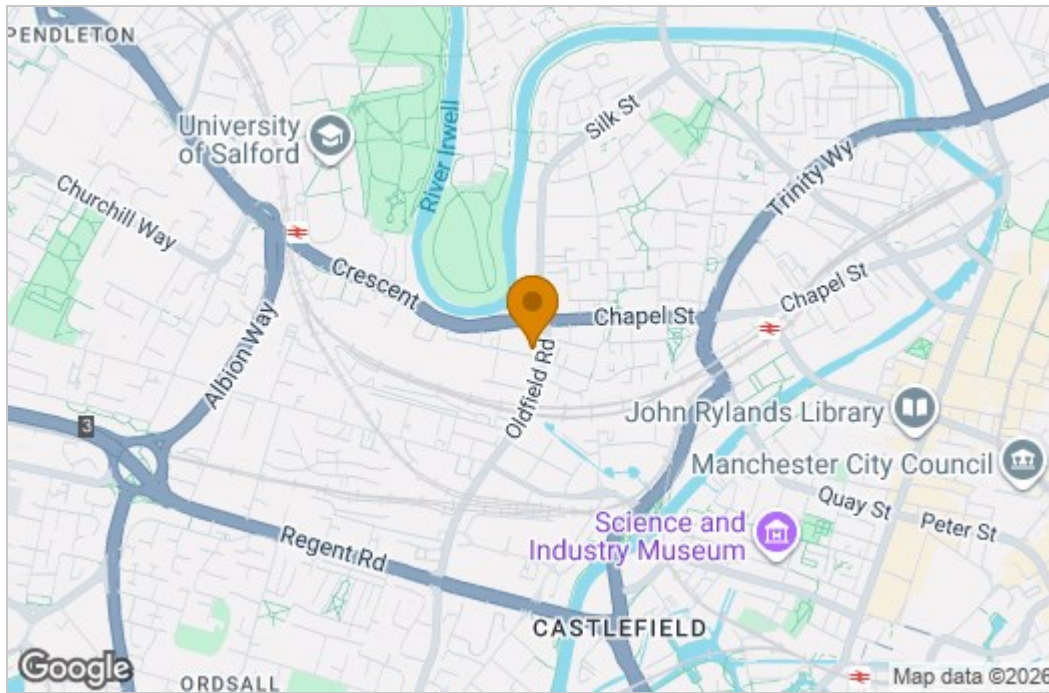 PENDLETON
University
of Salford
Churchill Way
River Irwell
Silk St
Trinity Wy
Crescent
Chapel St
Chapel St
Albion Way
Oldfield Rd
3
John Rylands Library
Manchester City Council
Quay St
Peter St
Science and
Industry Museum
Regent Rd
CASTLEFIELD
ORDSALL
Google
Map data ©2026